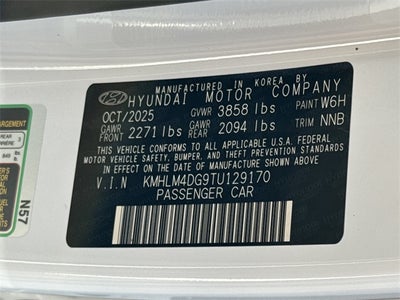 MANUFACTURED IN KOREA BY
HYUNDAI MOTOR COMPANY
OCT/2025 GVWR 3858 lbs PAINT W6H
GAWR FRONT 2271 lbs GAWR REAR 2094 lbs TRIM NNB
THIS VEHICLE CONFORMS TO ALL APPLICABLE U.S.A. FEDERAL
MOTOR VEHICLE SAFETY, BUMPER, AND THEFT PREVENTION
STANDARDS IN EFFECT ON THE DATE OF MANUFACTURE SHOWN ABOVE.
V.I.N KMHLM4DG9TU129170
PASSENGER CAR
N57
REAR